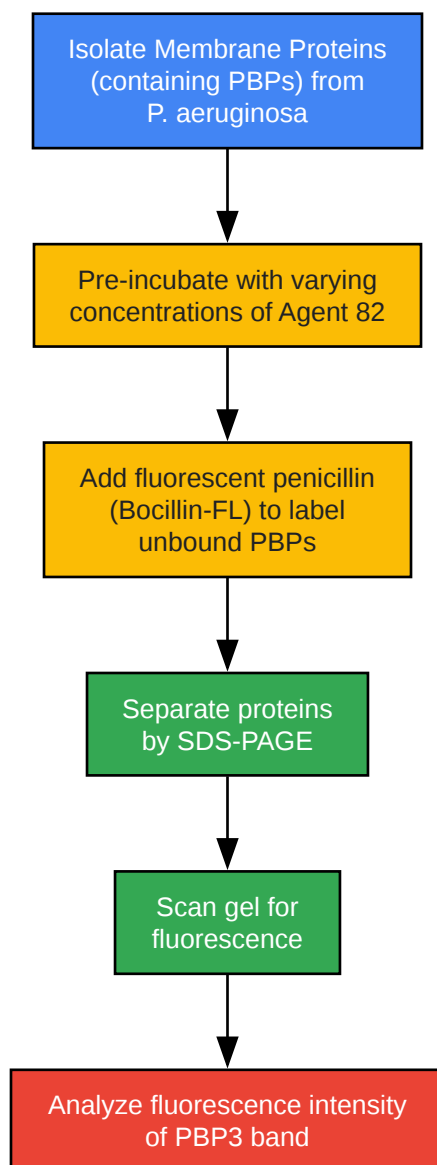 Isolate Membrane Proteins
(containing PBPs) from
P. aeruginosa
Pre-incubate with varying
concentrations of Agent 82
Add fluorescent penicillin
(Bocillin-FL) to label
unbound PBPs
Separate proteins
by SDS-PAGE
Scan gel for
fluorescence
Analyze fluorescence intensity
of PBP3 band